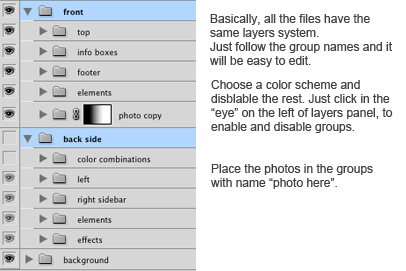 front
top
info boxes
footer
elements
photo copy
back side
color combinations
left
right sidebar
elements
effects
background
Basically, all the files have the
same layers system.
Just follow the group names and it
will be easy to edit.
Choose a color scheme and
disblable the rest. Just click in the
“eye” on the left of layers panel, to
enable and disable groups.
Place the photos in the groups
with name “photo here”.